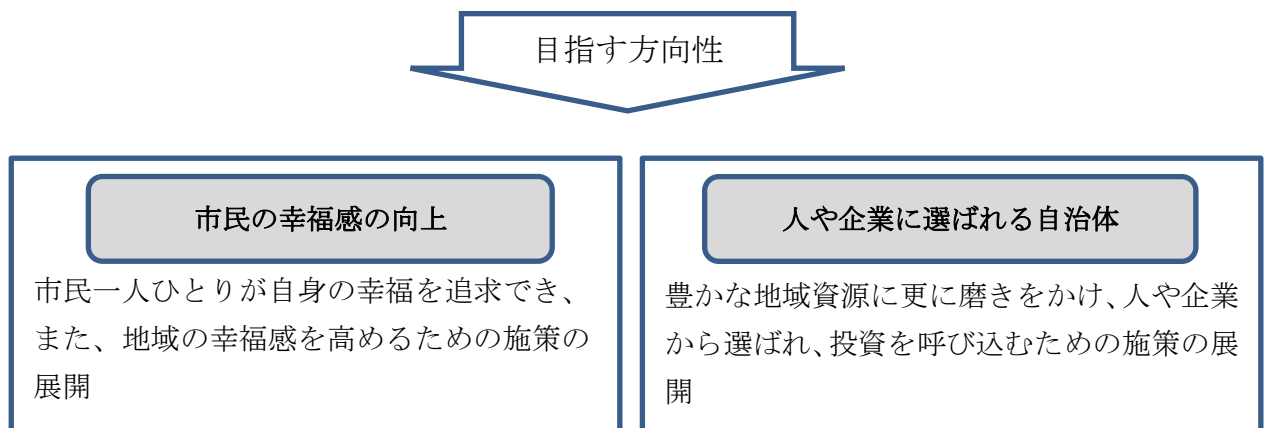 目指す方向性
市民の幸福感の向上
市民一人ひとりが自身の幸福を追求でき、
また、地域の幸福感を高めるための施策の
展開
人や企業に選ばれる自治体
豊かな地域資源に更に磨きをかけ、人や企業
から選ばれ、投資を呼び込むための施策の展
開